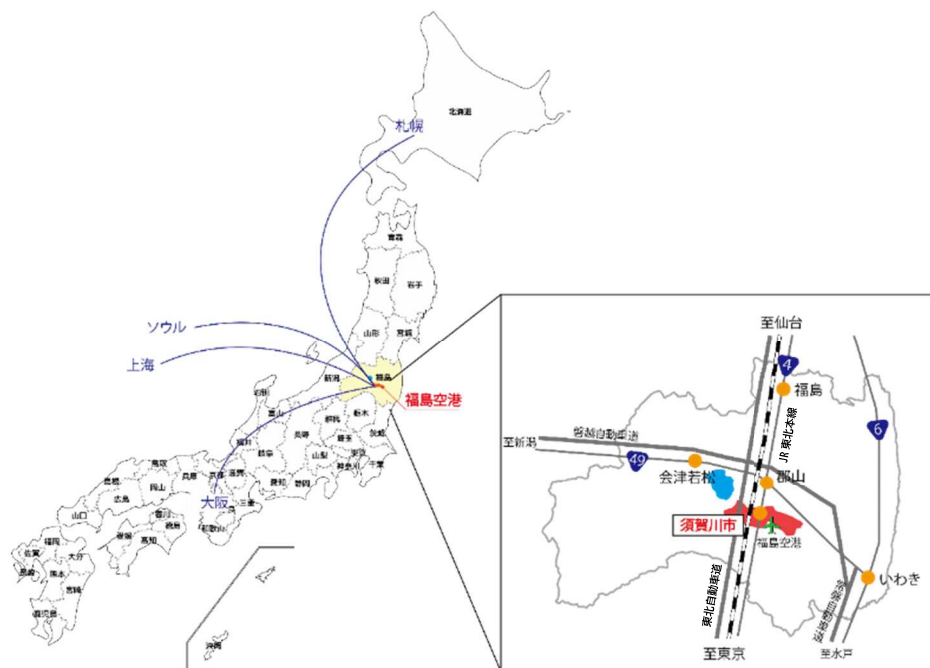 北海道
札幌
青森
秋田
岩手
山形
宮城
ソウル
上海
新潟
福島
福島空港
石川
富山
群馬
栃木
茨城
福井
岐阜
長野
埼玉
山梨
東京
神奈川
千葉
愛知
静岡
鳥取
島根
岡山
兵庫
京都
滋賀
大阪
三重
和歌山
広島
山口
香川
徳島
愛媛
高知
福岡
佐賀
長崎
大分
熊本
宮崎
鹿児島
沖縄
至仙台
4
福島
JR 東北本線
6
磐越自動車道
至新潟
49
会津若松
郡山
須賀川市
福島空港
いわき
東北自動車道
常磐自動車道
至東京
至水戸